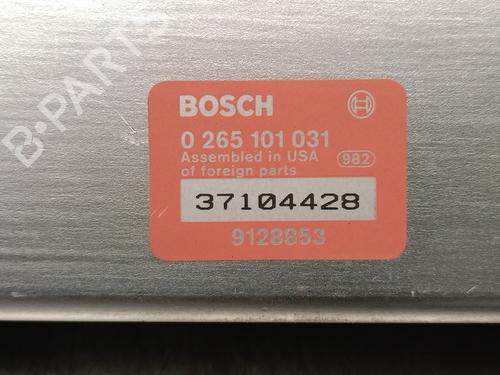 B-PARTS
BOSCH
0 265 101 031
Assembled in USA
982
of foreign parts
37104428
9128853